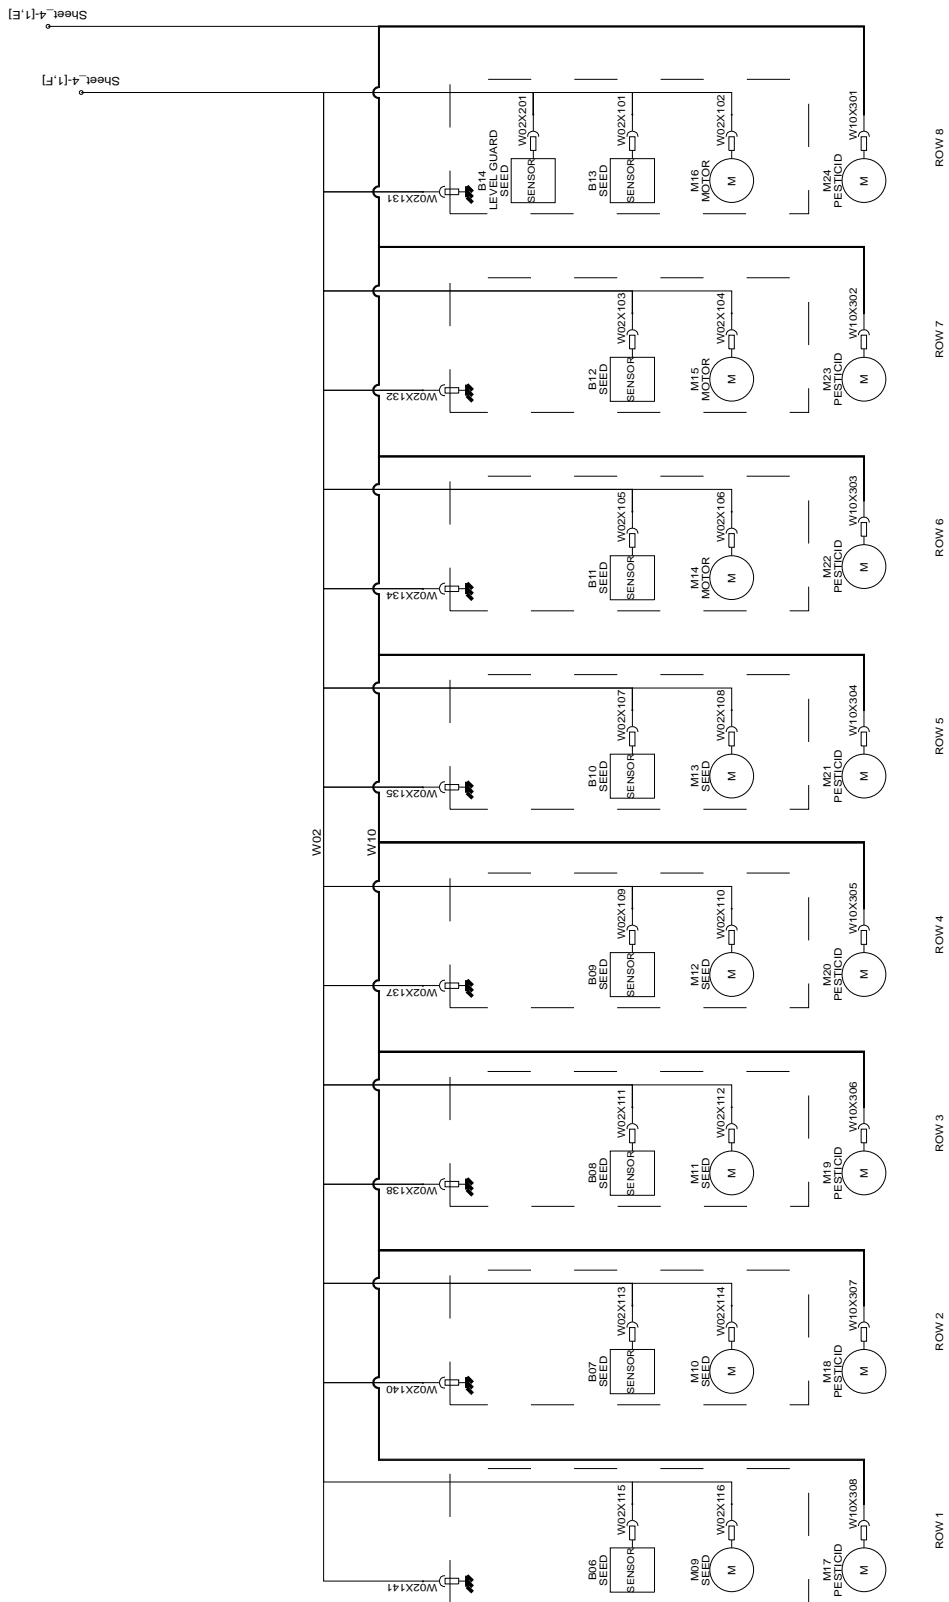 Sheet_4-[1,E]
Sheet_4-[1,F]
W02
W10
W02X131
B14
LEVEL GUARD
SEED
SENSOR
W02X201
B13
SEED
SENSOR
W02X101
M16
MOTOR
M
W02X102
M24
PESTICID
M
W10X301
ROW 8
W02X132
B12
SEED
SENSOR
W02X103
M15
MOTOR
M
W02X104
M23
PESTICID
M
W10X302
ROW 7
W02X134
B11
SEED
SENSOR
W02X105
M14
MOTOR
M
W02X106
M22
PESTICID
M
W10X303
ROW 6
W02X135
B10
SEED
SENSOR
W02X107
M13
SEED
M
W02X108
M21
PESTICID
M
W10X304
ROW 5
W02X137
B09
SEED
SENSOR
W02X109
M12
SEED
M
W02X110
M20
PESTICID
M
W10X305
ROW 4
W02X138
B08
SEED
SENSOR
W02X111
M11
SEED
M
W02X112
M19
PESTICID
M
W10X306
ROW 3
W02X140
B07
SEED
SENSOR
W02X113
M10
SEED
M
W02X114
M18
PESTICID
M
W10X307
ROW 2
W02X141
B06
SEED
SENSOR
W02X115
M09
SEED
M
W02X116
M17
PESTICID
M
W10X308
ROW 1